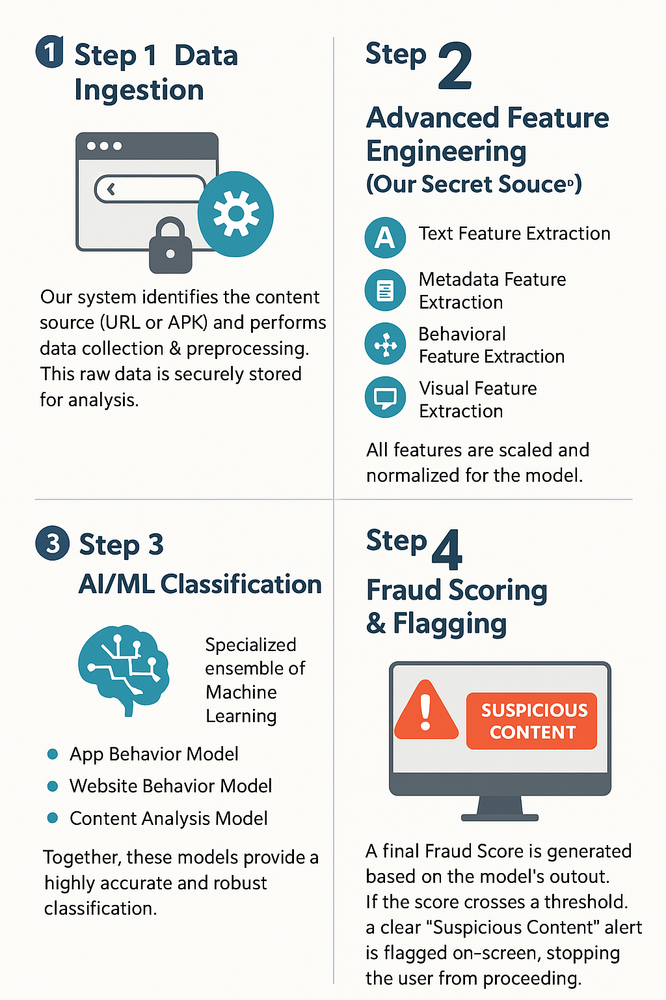 1 Step 1 Data
Ingestion
Our system identifies the content
source (URL or APK) and performs
data collection & preprocessing.
This raw data is securely stored
for analysis.
Step 2
Advanced Feature
Engineering
(Our Secret Souceᴰ)
A Text Feature Extraction
Metadata Feature
Extraction
Behavioral
Feature Extraction
Visual Feature
Extraction
All features are scaled and
normalized for the model.
3 Step 3
AI/ML Classification
Specialized
ensemble of
Machine
Learning
• App Behavior Model
• Website Behavior Model
• Content Analysis Model
Together, these models provide a
highly accurate and robust
classification.
Step 4
Fraud Scoring
& Flagging
SUSPICIOUS
CONTENT
A final Fraud Score is generated
based on the model's outout.
If the score crosses a threshold.
a clear "Suspicious Content" alert
is flagged on-screen, stopping
the user from proceeding.